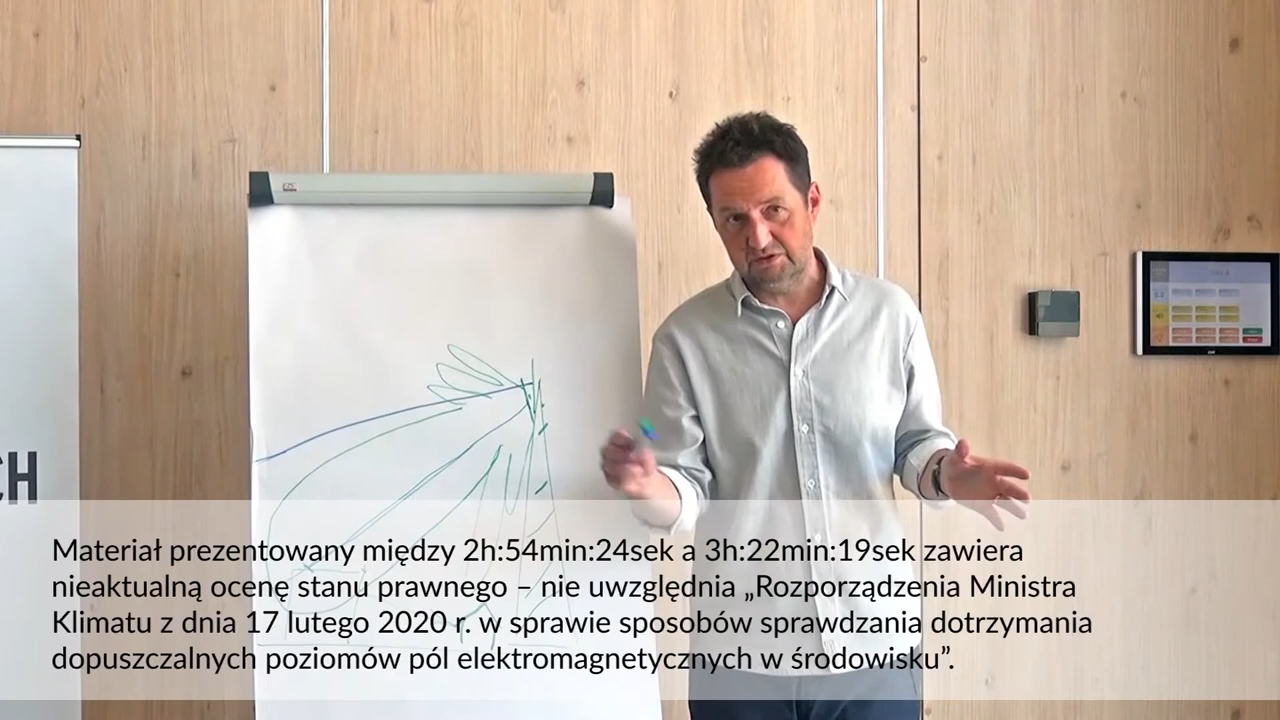 CH
Materiał prezentowany między 2h:54min:24sek a 3h:22min:19sek zawiera
nieaktualną ocenę stanu prawnego – nie uwzględnia „Rozporządzenia Ministra
Klimatu z dnia 17 lutego 2020 r. w sprawie sposobów sprawdzania dotrzymania
dopuszczalnych poziomów pól elektromagnetycznych w środowisku”.